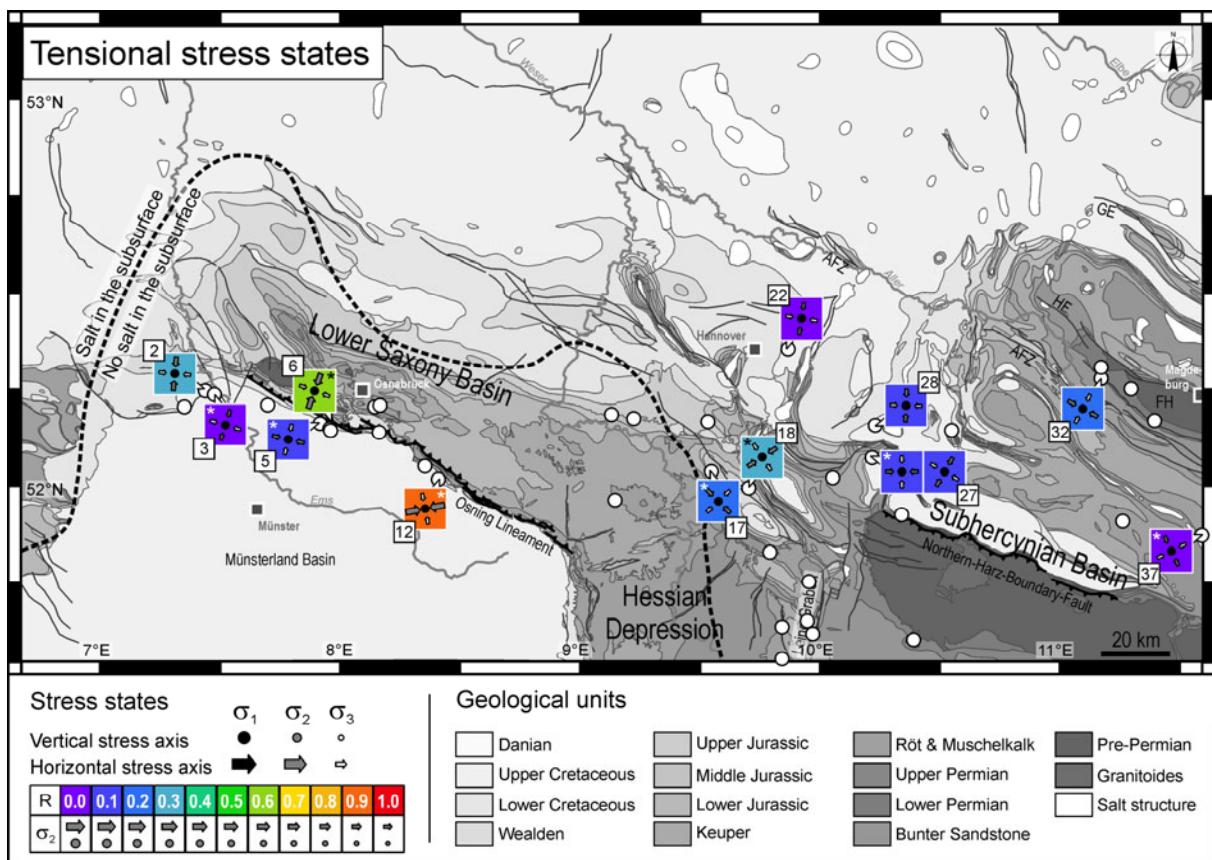 Tensional stress states
N
53°N
Weser
Elbe
Salt in the subsurface
No salt in the subsurface
GE
AFZ
Aller
22
HF
Hannover
AFZ
Lower Saxony Basin
2
6
*
Osnabrück
28
Magde-
burg
FH
*
3
*
5
18
*
32
52°N
*
27
*
12
Ems
Osning Lineament
Münster
*
17
Subhercynian Basin
Northern-Harz-Boundary-Fault
*
37
Münsterland Basin
Hessian
Depression
7°E
8°E
9°E
10°E
11°E
20 km
Stress states
σ1 σ2 σ3
Vertical stress axis
Horizontal stress axis
R 0.0 0.1 0.2 0.3 0.4 0.5 0.6 0.7 0.8 0.9 1.0
σ2
Geological units
Danian
Upper Cretaceous
Lower Cretaceous
Wealden
Upper Jurassic
Middle Jurassic
Lower Jurassic
Keuper
Röt & Muschelkalk
Upper Permian
Lower Permian
Bunter Sandstone
Pre-Permian
Granitoides
Salt structure